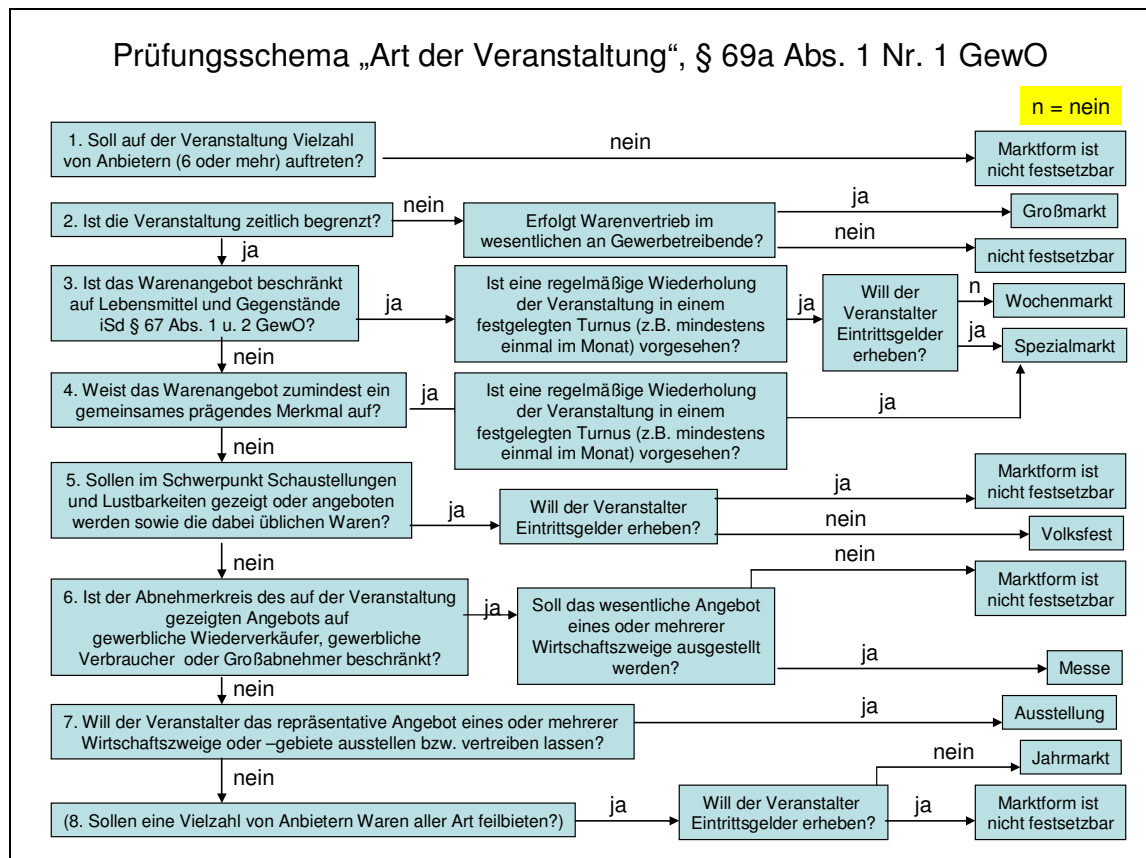 Prüfungsschema „Art der Veranstaltung“, § 69a Abs. 1 Nr. 1 GewO
n = nein
1. Soll auf der Veranstaltung Vielzahl
von Anbietern (6 oder mehr) auftreten?
nein
Marktform ist
nicht festsetzbar
2. Ist die Veranstaltung zeitlich begrenzt?
nein
Erfolgt Warenvertrieb im
wesentlichen an Gewerbetreibende?
ja
Großmarkt
nein
nicht festsetzbar
ja
3. Ist das Warenangebot beschränkt
auf Lebensmittel und Gegenstände
iSd § 67 Abs. 1 u. 2 GewO?
ja
Ist eine regelmäßige Wiederholung
der Veranstaltung in einem
festgelegten Turnus (z.B. mindestens
einmal im Monat) vorgesehen?
ja
Will der
Veranstalter
Eintrittsgelder
erheben?
n
Wochenmarkt
ja
Spezialmarkt
nein
4. Weist das Warenangebot zumindest ein
gemeinsames prägendes Merkmal auf?
ja
Ist eine regelmäßige Wiederholung
der Veranstaltung in einem
festgelegten Turnus (z.B. mindestens
einmal im Monat) vorgesehen?
ja
nein
5. Sollen im Schwerpunkt Schaustellungen
und Lustbarkeiten gezeigt oder angeboten
werden sowie die dabei üblichen Waren?
ja
Will der Veranstalter
Eintrittsgelder erheben?
ja
Marktform ist
nicht festsetzbar
nein
Volksfest
nein
6. Ist der Abnehmerkreis des auf der Veranstaltung
gezeigten Angebots auf
gewerbliche Wiederverkäufer, gewerbliche
Verbraucher oder Großabnehmer beschränkt?
ja
Soll das wesentliche Angebot
eines oder mehrerer
Wirtschaftszweige ausgestellt
werden?
nein
Marktform ist
nicht festsetzbar
ja
Messe
nein
7. Will der Veranstalter das repräsentative Angebot eines oder mehrerer
Wirtschaftszweige oder –gebiete ausstellen bzw. vertreiben lassen?
ja
Ausstellung
nein
(8. Sollen eine Vielzahl von Anbietern Waren aller Art feilbieten?)
ja
Will der Veranstalter
Eintrittsgelder erheben?
nein
Jahrmarkt
ja
Marktform ist
nicht festsetzbar